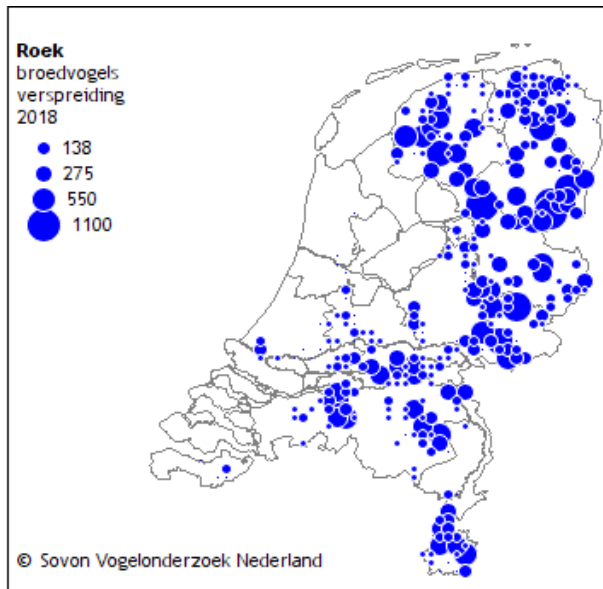 Roek
broedvogels
verspreiding
2018
138
275
550
1100
© Sovon Vogelonderzoek Nederland